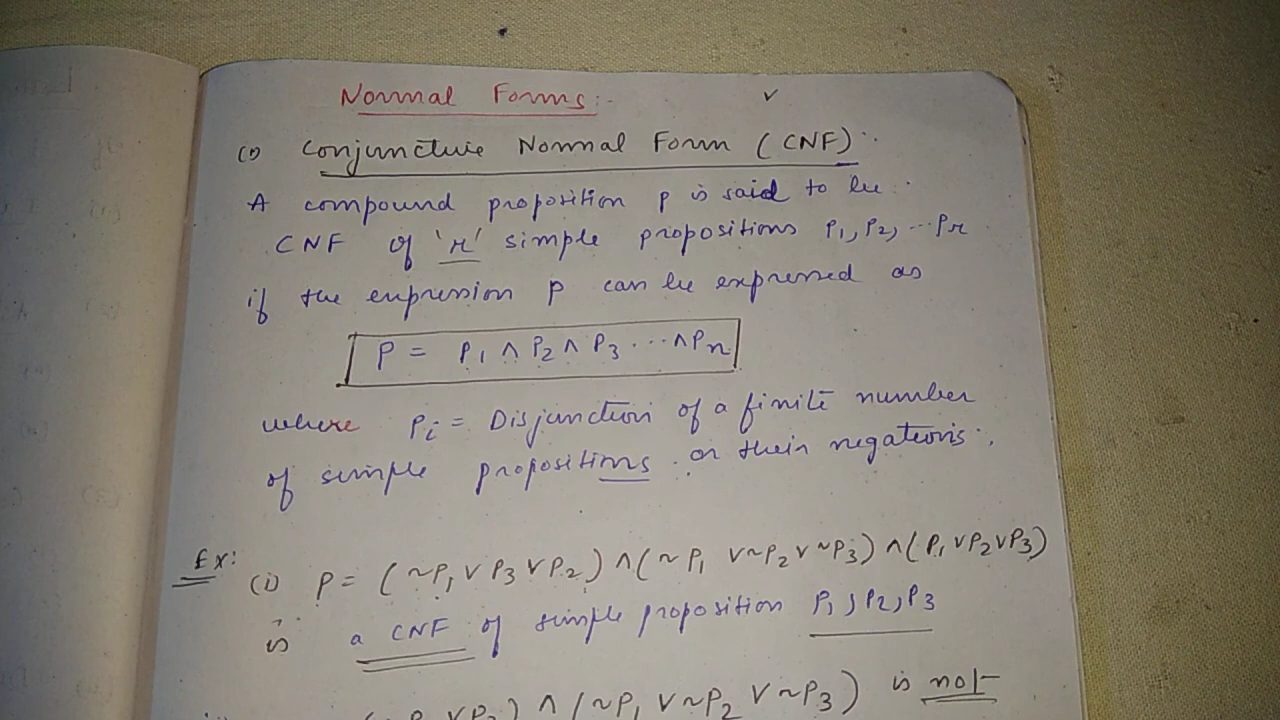 Normal Forms:-
(1) Conjunctive Normal Form (CNF):
A compound proposition P is said to be
CNF of 'r' simple propositions P₁, P₂, ... Pr
if the expression P can be expressed as
P = P₁ ∧ P₂ ∧ P₃ ... ∧ Pn
where Pi = Disjunction of a finite number
of simple propositions or their negations.
Ex: (i) P = (~P₁ ∨ P₃ ∨ P₂) ∧ (~P₁ ∨ ~P₂ ∨ ~P₃) ∧ (P₁ ∨ P₂ ∨ P₃)
is a CNF of simple proposition P₁, P₂, P₃
∨ P₂) ∧ (~P₁ ∨ ~P₂ ∨ ~P₃) is not